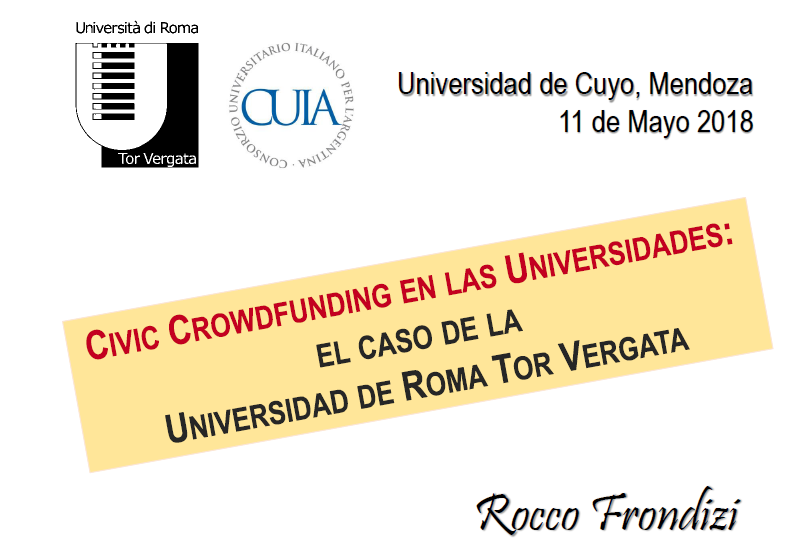 Università di Roma
Tor Vergata
CUIA
CONSORZIO UNIVERSITARIO ITALIANO PER L'ARGENTINA ·
Universidad de Cuyo, Mendoza
11 de Mayo 2018
CIVIC CROWDFUNDING EN LAS UNIVERSIDADES:
EL CASO DE LA
UNIVERSIDAD DE ROMA TOR VERGATA
Rocco Frondizi